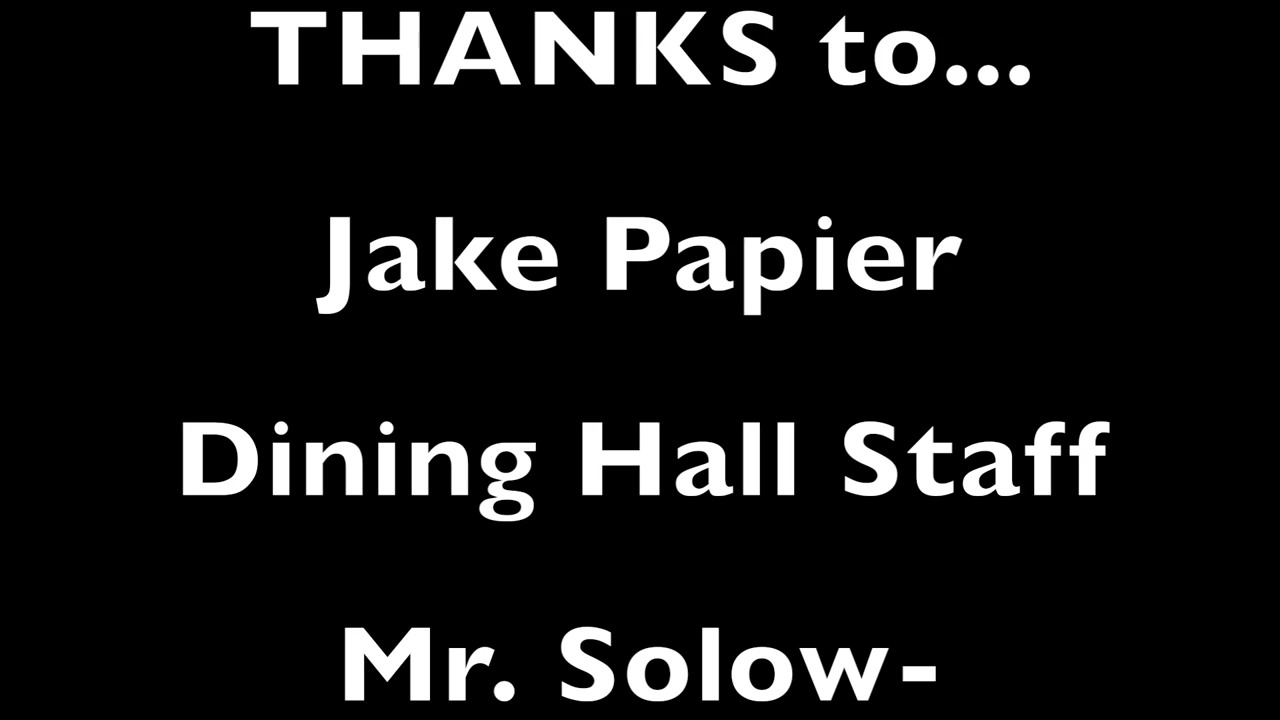 THANKS to...
Jake Papier
Dining Hall Staff
Mr. Solow-